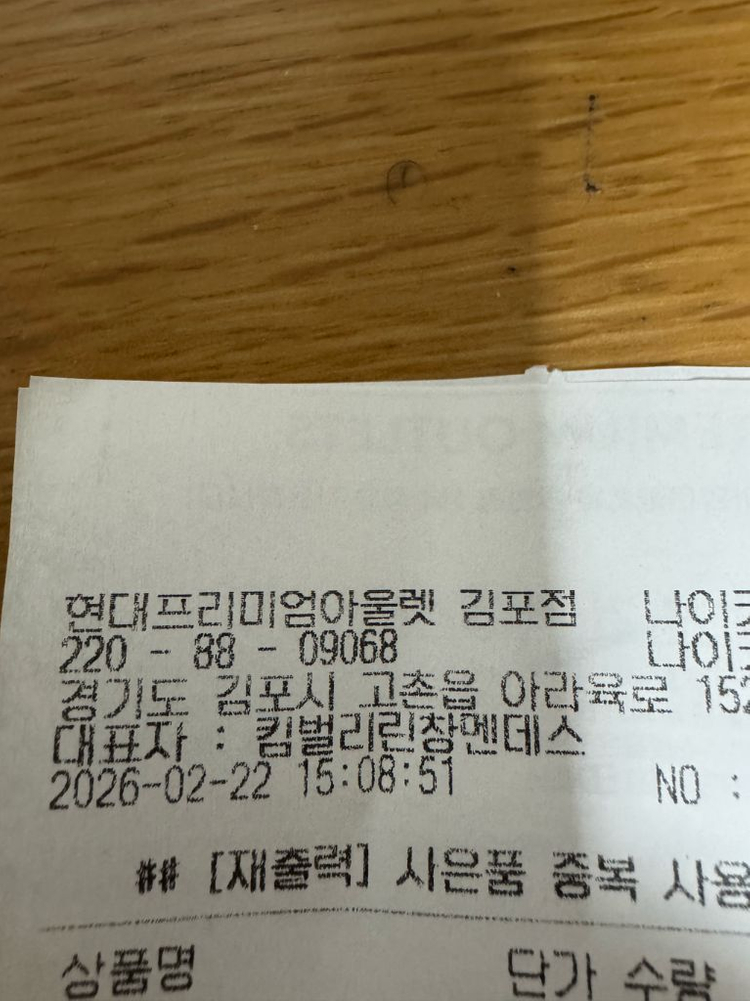 현대프리미엄아울렛 김포점 나이키
220 - 88 - 09068 나이키
경기도 김포시 고촌읍 아라육로 152
대표자 : 킴벌리린창멘데스
2026-02-22 15:08:51 NO :
## [재출력] 사은품 중복 사용
상품명 단가 수량